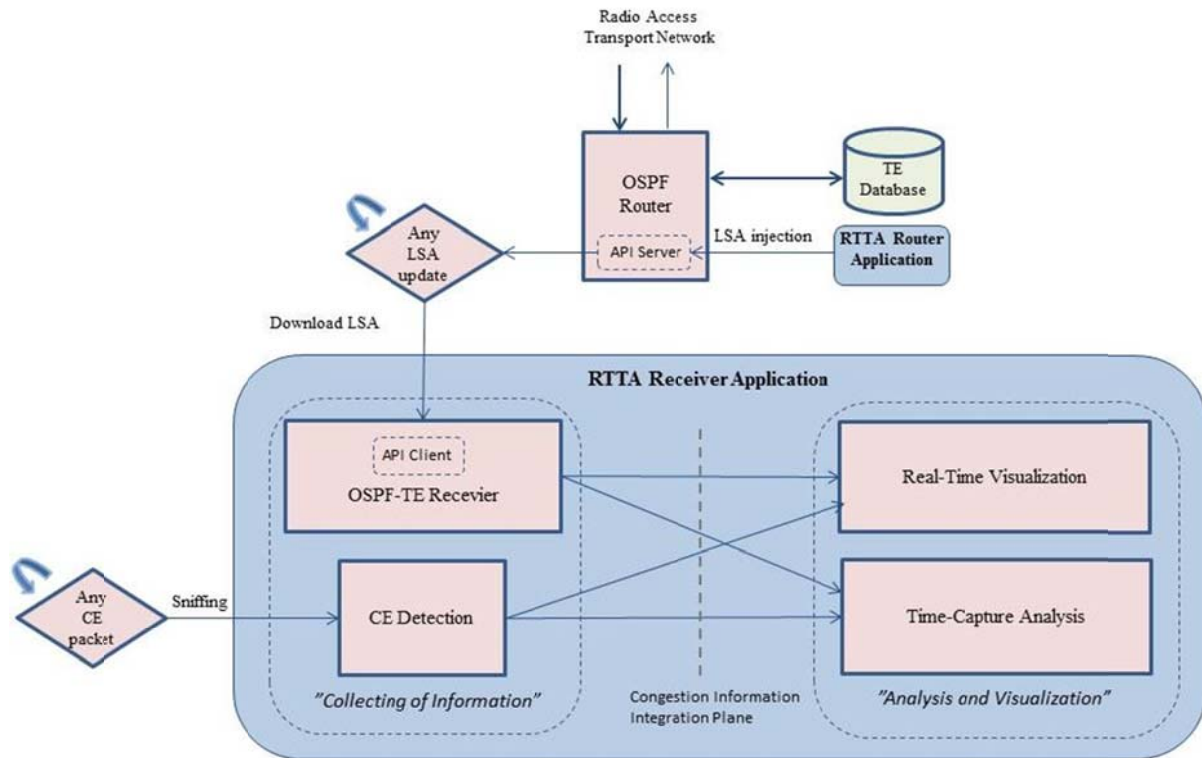 Radio Access
Transport Network
OSPF
Router
API Server
TE
Database
LSA injection
RTTA Router
Application
Any
LSA
update
Download LSA
RTTA Receiver Application
API Client
OSPF-TE Recevier
Real-Time Visualization
Any
CE
packet
Sniffing
CE Detection
Time-Capture Analysis
"Collecting of Information"
Congestion Information
Integration Plane
"Analysis and Visualization"